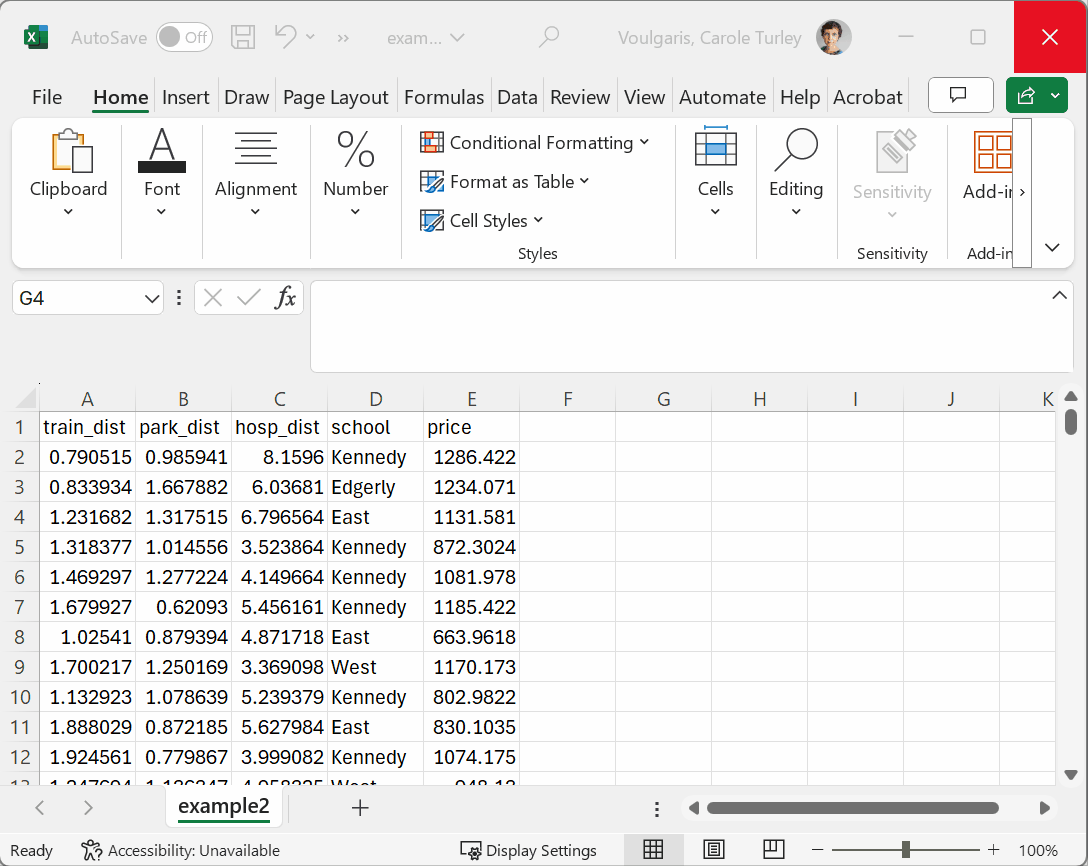 AutoSave Off exam... Voulgaris, Carole Turley
File Home Insert Draw Page Layout Formulas Data Review View Automate Help Acrobat
Conditional Formatting
Format as Table
Cell Styles
Clipboard Font Alignment Number Cells Editing Sensitivity Add-in
Styles Sensitivity Add-in
G4 fx
A B C D E F G H I J K
1 train_dist park_dist hosp_dist school price
2 0.790515 0.985941 8.1596 Kennedy 1286.422
3 0.833934 1.667882 6.03681 Edgerly 1234.071
4 1.231682 1.317515 6.796564 East 1131.581
5 1.318377 1.014556 3.523864 Kennedy 872.3024
6 1.469297 1.277224 4.149664 Kennedy 1081.978
7 1.679927 0.62093 5.456161 Kennedy 1185.422
8 1.02541 0.879394 4.871718 East 663.9618
9 1.700217 1.250169 3.369098 West 1170.173
10 1.132923 1.078639 5.239379 Kennedy 802.9822
11 1.888029 0.872185 5.627984 East 830.1035
12 1.924561 0.779867 3.999082 Kennedy 1074.175
example2
Ready Accessibility: Unavailable Display Settings 100%